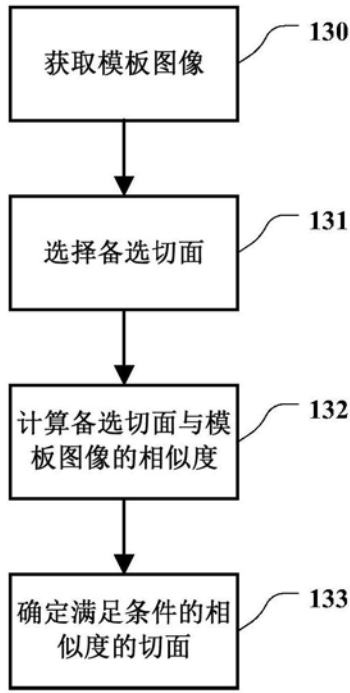 获取模板图像
130
选择备选切面
131
计算备选切面与模
板图像的相似度
132
确定满足条件的相
似度的切面
133